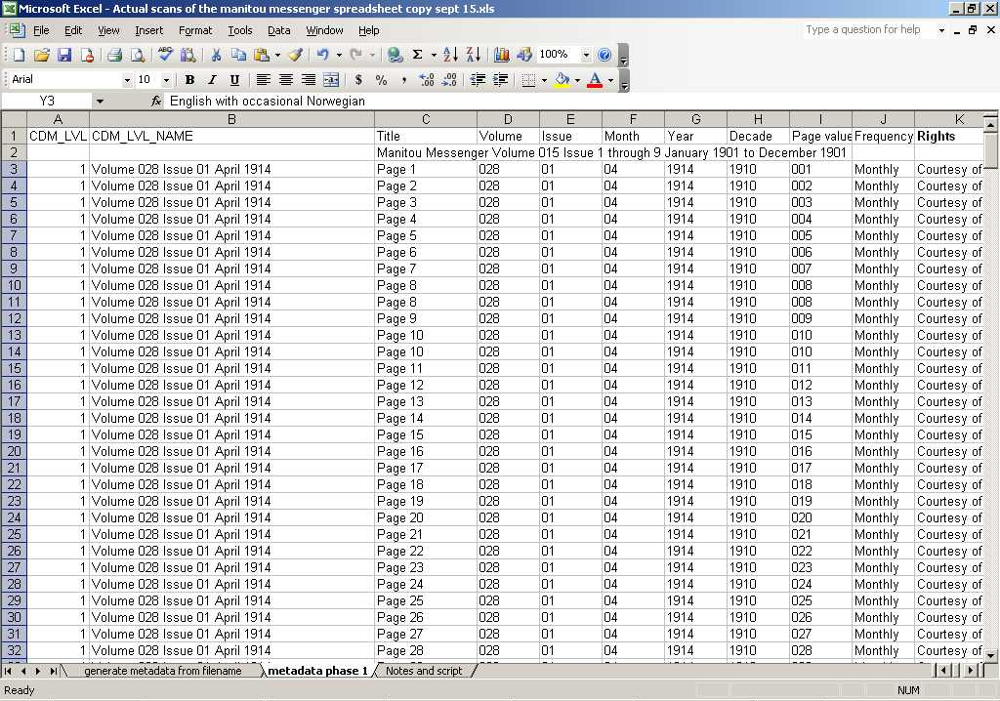 Microsoft Excel - Actual scans of the manitou messenger spreadsheet copy sept 15.xls
File Edit View Insert Format Tools Data Window Help Type a question for help
100%
Arial 10 B I U $ % ,
Y3 fx English with occasional Norwegian
A B C D E F G H I J K
1 CDM_LVL CDM_LVL_NAME Title Volume Issue Month Year Decade Page value Frequency Rights
2 Manitou Messenger Volume 015 Issue 1 through 9 January 1901 to December 1901
3 1 Volume 028 Issue 01 April 1914 Page 1 028 01 04 1914 1910 001 Monthly Courtesy of
4 1 Volume 028 Issue 01 April 1914 Page 2 028 01 04 1914 1910 002 Monthly Courtesy of
5 1 Volume 028 Issue 01 April 1914 Page 3 028 01 04 1914 1910 003 Monthly Courtesy of
6 1 Volume 028 Issue 01 April 1914 Page 4 028 01 04 1914 1910 004 Monthly Courtesy of
7 1 Volume 028 Issue 01 April 1914 Page 5 028 01 04 1914 1910 005 Monthly Courtesy of
8 1 Volume 028 Issue 01 April 1914 Page 6 028 01 04 1914 1910 006 Monthly Courtesy of
9 1 Volume 028 Issue 01 April 1914 Page 7 028 01 04 1914 1910 007 Monthly Courtesy of
10 1 Volume 028 Issue 01 April 1914 Page 8 028 01 04 1914 1910 008 Monthly Courtesy of
11 1 Volume 028 Issue 01 April 1914 Page 8 028 01 04 1914 1910 008 Monthly Courtesy of
12 1 Volume 028 Issue 01 April 1914 Page 9 028 01 04 1914 1910 009 Monthly Courtesy of
13 1 Volume 028 Issue 01 April 1914 Page 10 028 01 04 1914 1910 010 Monthly Courtesy of
14 1 Volume 028 Issue 01 April 1914 Page 10 028 01 04 1914 1910 010 Monthly Courtesy of
15 1 Volume 028 Issue 01 April 1914 Page 11 028 01 04 1914 1910 011 Monthly Courtesy of
16 1 Volume 028 Issue 01 April 1914 Page 12 028 01 04 1914 1910 012 Monthly Courtesy of
17 1 Volume 028 Issue 01 April 1914 Page 13 028 01 04 1914 1910 013 Monthly Courtesy of
18 1 Volume 028 Issue 01 April 1914 Page 14 028 01 04 1914 1910 014 Monthly Courtesy of
19 1 Volume 028 Issue 01 April 1914 Page 15 028 01 04 1914 1910 015 Monthly Courtesy of
20 1 Volume 028 Issue 01 April 1914 Page 16 028 01 04 1914 1910 016 Monthly Courtesy of
21 1 Volume 028 Issue 01 April 1914 Page 17 028 01 04 1914 1910 017 Monthly Courtesy of
22 1 Volume 028 Issue 01 April 1914 Page 18 028 01 04 1914 1910 018 Monthly Courtesy of
23 1 Volume 028 Issue 01 April 1914 Page 19 028 01 04 1914 1910 019 Monthly Courtesy of
24 1 Volume 028 Issue 01 April 1914 Page 20 028 01 04 1914 1910 020 Monthly Courtesy of
25 1 Volume 028 Issue 01 April 1914 Page 21 028 01 04 1914 1910 021 Monthly Courtesy of
26 1 Volume 028 Issue 01 April 1914 Page 22 028 01 04 1914 1910 022 Monthly Courtesy of
27 1 Volume 028 Issue 01 April 1914 Page 23 028 01 04 1914 1910 023 Monthly Courtesy of
28 1 Volume 028 Issue 01 April 1914 Page 24 028 01 04 1914 1910 024 Monthly Courtesy of
29 1 Volume 028 Issue 01 April 1914 Page 25 028 01 04 1914 1910 025 Monthly Courtesy of
30 1 Volume 028 Issue 01 April 1914 Page 26 028 01 04 1914 1910 026 Monthly Courtesy of
31 1 Volume 028 Issue 01 April 1914 Page 27 028 01 04 1914 1910 027 Monthly Courtesy of
32 1 Volume 028 Issue 01 April 1914 Page 28 028 01 04 1914 1910 028 Monthly Courtesy of
generate metadata from filename metadata phase 1 Notes and script
Ready NUM